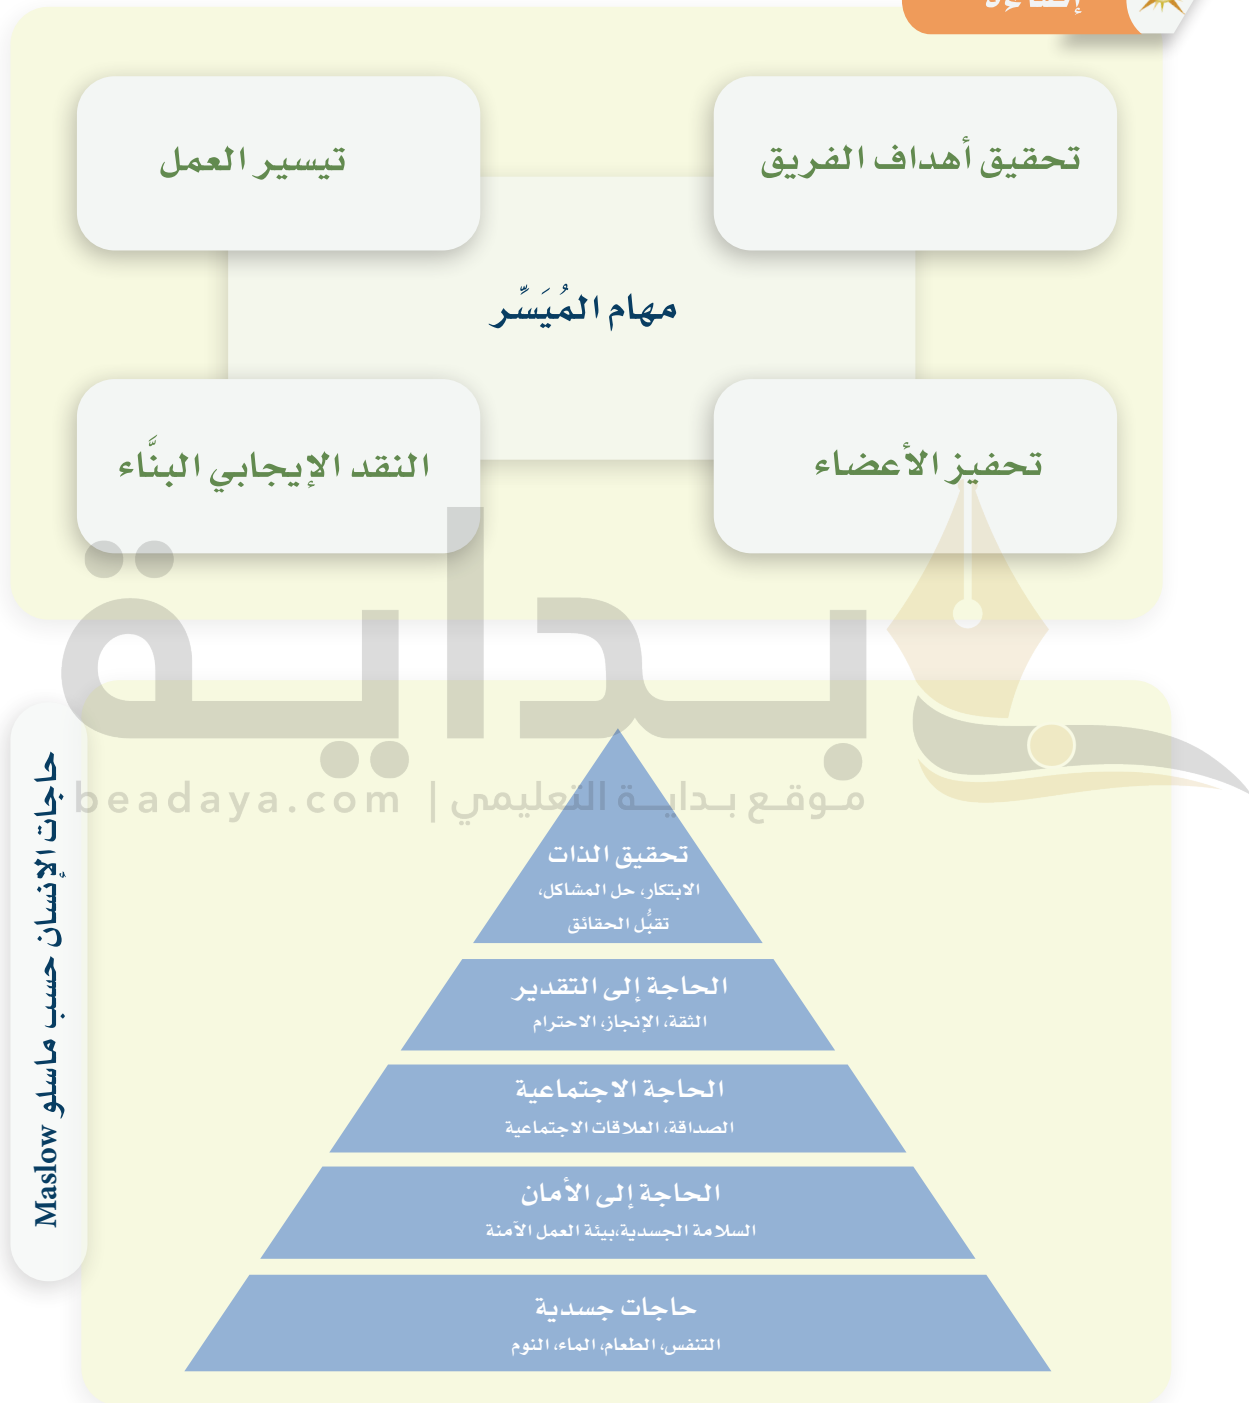 تحقيق أهداف الفريق
تيسير العمل
مهام المُيَسِّر
تحفيز الأعضاء
النقد الإيجابي البنَّاء
بداية
موقع بداية التعليمي | beadaya.com
حاجات الإنسان حسب ماسلو Maslow
تحقيق الذات
الابتكار، حل المشاكل،
تقبُّل الحقائق
الحاجة إلى التقدير
الثقة، الإنجاز، الاحترام
الحاجة الاجتماعية
الصداقة، العلاقات الاجتماعية
الحاجة إلى الأمان
السلامة الجسدية،بيئة العمل الآمنة
حاجات جسدية
التنفس، الطعام، الماء، النوم